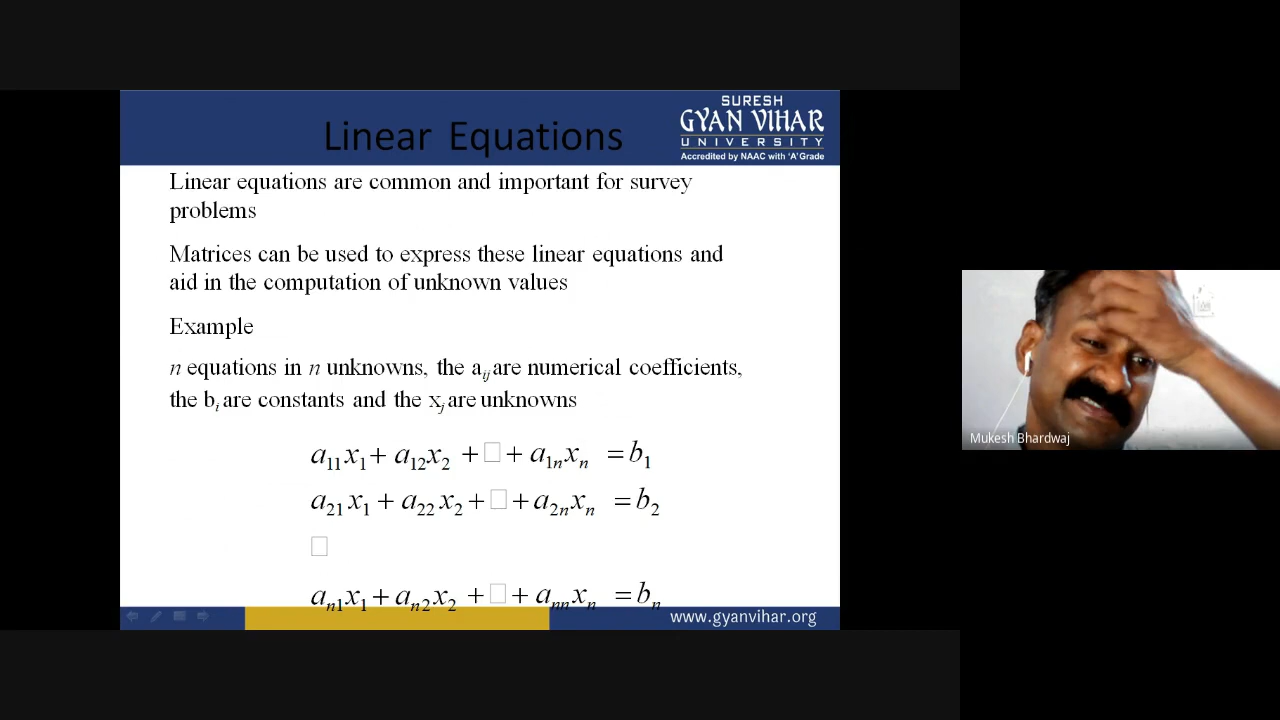 SURESH
GYAN VIHAR
UNIVERSITY
Accredited by NAAC with 'A' Grade
Linear Equations
Linear equations are common and important for survey
problems
Matrices can be used to express these linear equations and
aid in the computation of unknown values
Example
n equations in n unknowns, the aᵢⱼ are numerical coefficients,
the bᵢ are constants and the xⱼ are unknowns
a₁₁x₁ + a₁₂x₂ + □ + a₁ₙxₙ = b₁
a₂₁x₁ + a₂₂x₂ + □ + a₂ₙxₙ = b₂
□
aₙ₁x₁ + aₙ₂x₂ + □ + aₙₙxₙ = bₙ
www.gyanvihar.org
Mukesh Bhardwaj